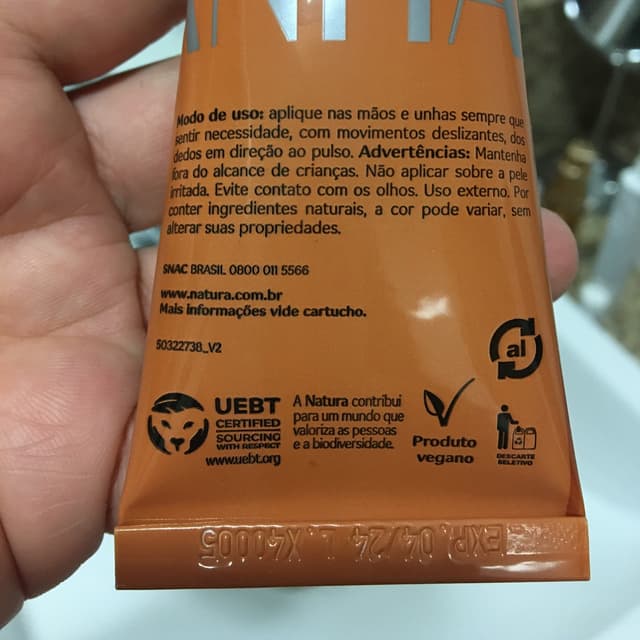 Modo de uso: aplique nas mãos e unhas sempre que
sentir necessidade, com movimentos deslizantes, dos
dedos em direção ao pulso. Advertências: Mantenha
fora do alcance de crianças. Não aplicar sobre a pele
irritada. Evite contato com os olhos. Uso externo. Por
conter ingredientes naturais, a cor pode variar, sem
alterar suas propriedades.
SNAC BRASIL 0800 011 5566
www.natura.com.br
Mais informações vide cartucho.
50322738_V2
al
UEBT
CERTIFIED
SOURCING
WITH RESPECT
www.uebt.org
A Natura contribui
para um mundo que
valoriza as pessoas
e a biodiversidade.
Produto
vegano
DESCARTE
SELETIVO
EXP. 04/24 L. X40005